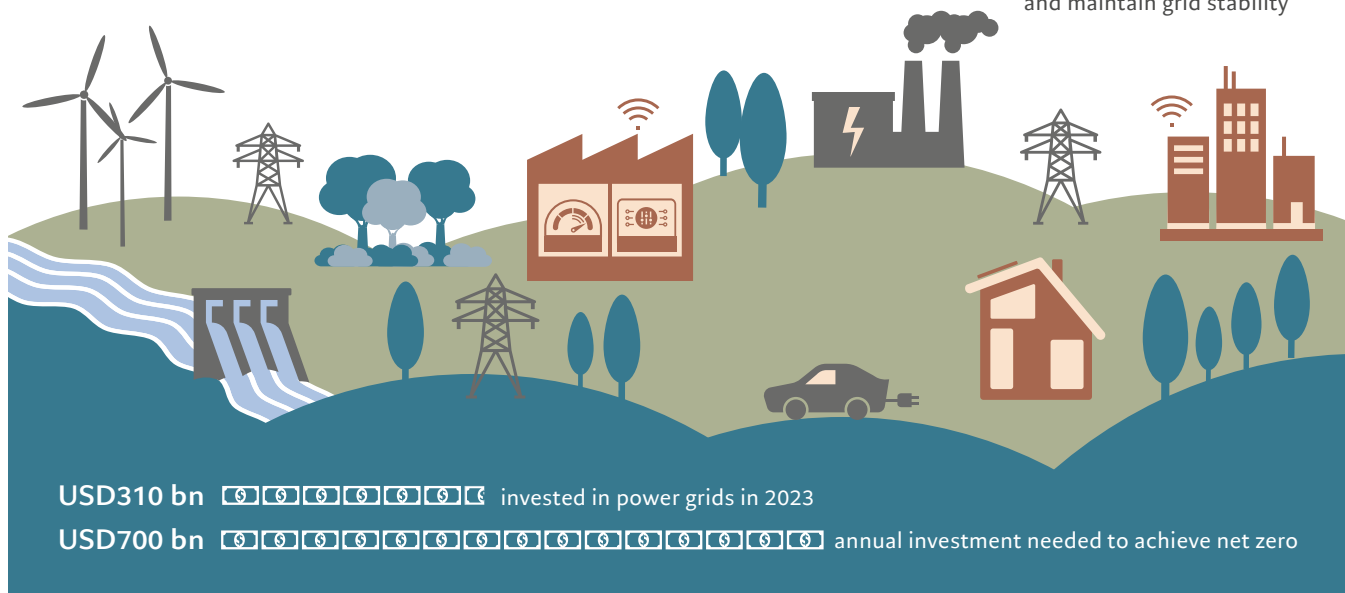 and maintain grid stability
USD310 bn invested in power grids in 2023
USD700 bn annual investment needed to achieve net zero